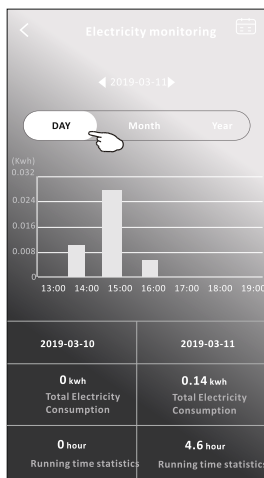 Electricity monitoring
2019-03-11
DAY Month Year
(Kwh)
0.032
0.024
0.016
0.008
0
13:00 14:00 15:00 16:00 17:00 18:00 19:00
2019-03-10 2019-03-11
0 kwh 0.14 kwh
Total Electricity Total Electricity
Consumption Consumption
0 hour 4.6 hour
Running time statistics Running time statistics